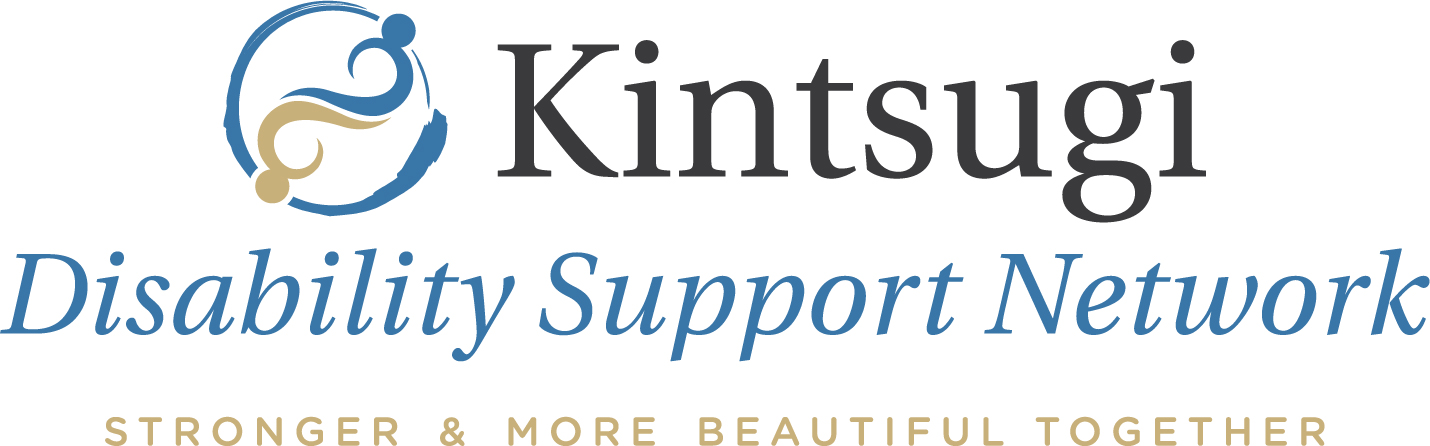 Kintsugi
Disability Support Network
STRONGER & MORE BEAUTIFUL TOGETHER